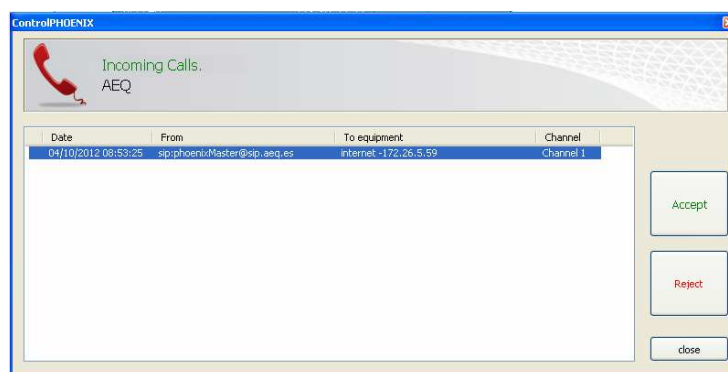 ControlPHOENIX
Incoming Calls.
AEQ
Date From To equipment Channel
04/10/2012 08:53:25 sip:phoenixMaster@sip.aeq.es internet -172.26.5.59 Channel 1
Accept
Reject
close